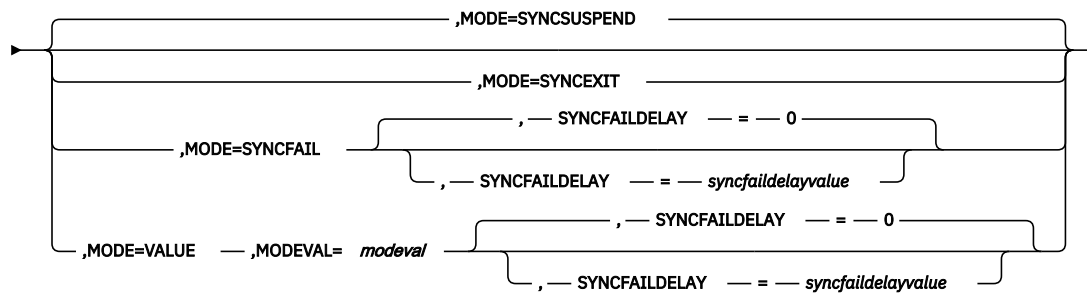 ,MODE=SYNCSUSPEND
,MODE=SYNCEXIT
, SYNCFAILDELAY = 0
,MODE=SYNCFAIL
, SYNCFAILDELAY = syncfaildelayvalue
, SYNCFAILDELAY = 0
,MODE=VALUE ,MODEVAL= modeval
, SYNCFAILDELAY = syncfaildelayvalue